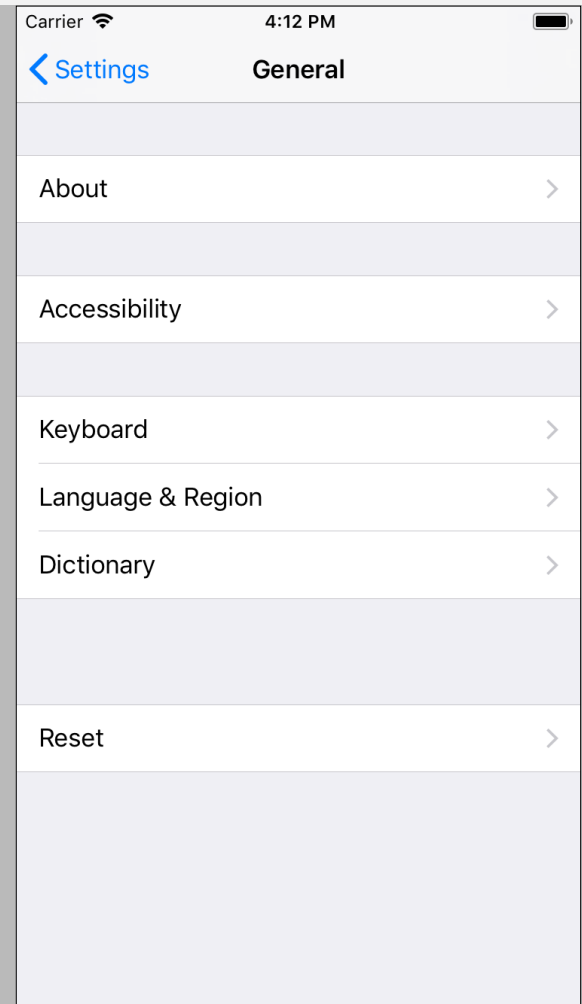 Carrier 4:12 PM
Settings General
About
Accessibility
Keyboard
Language & Region
Dictionary
Reset